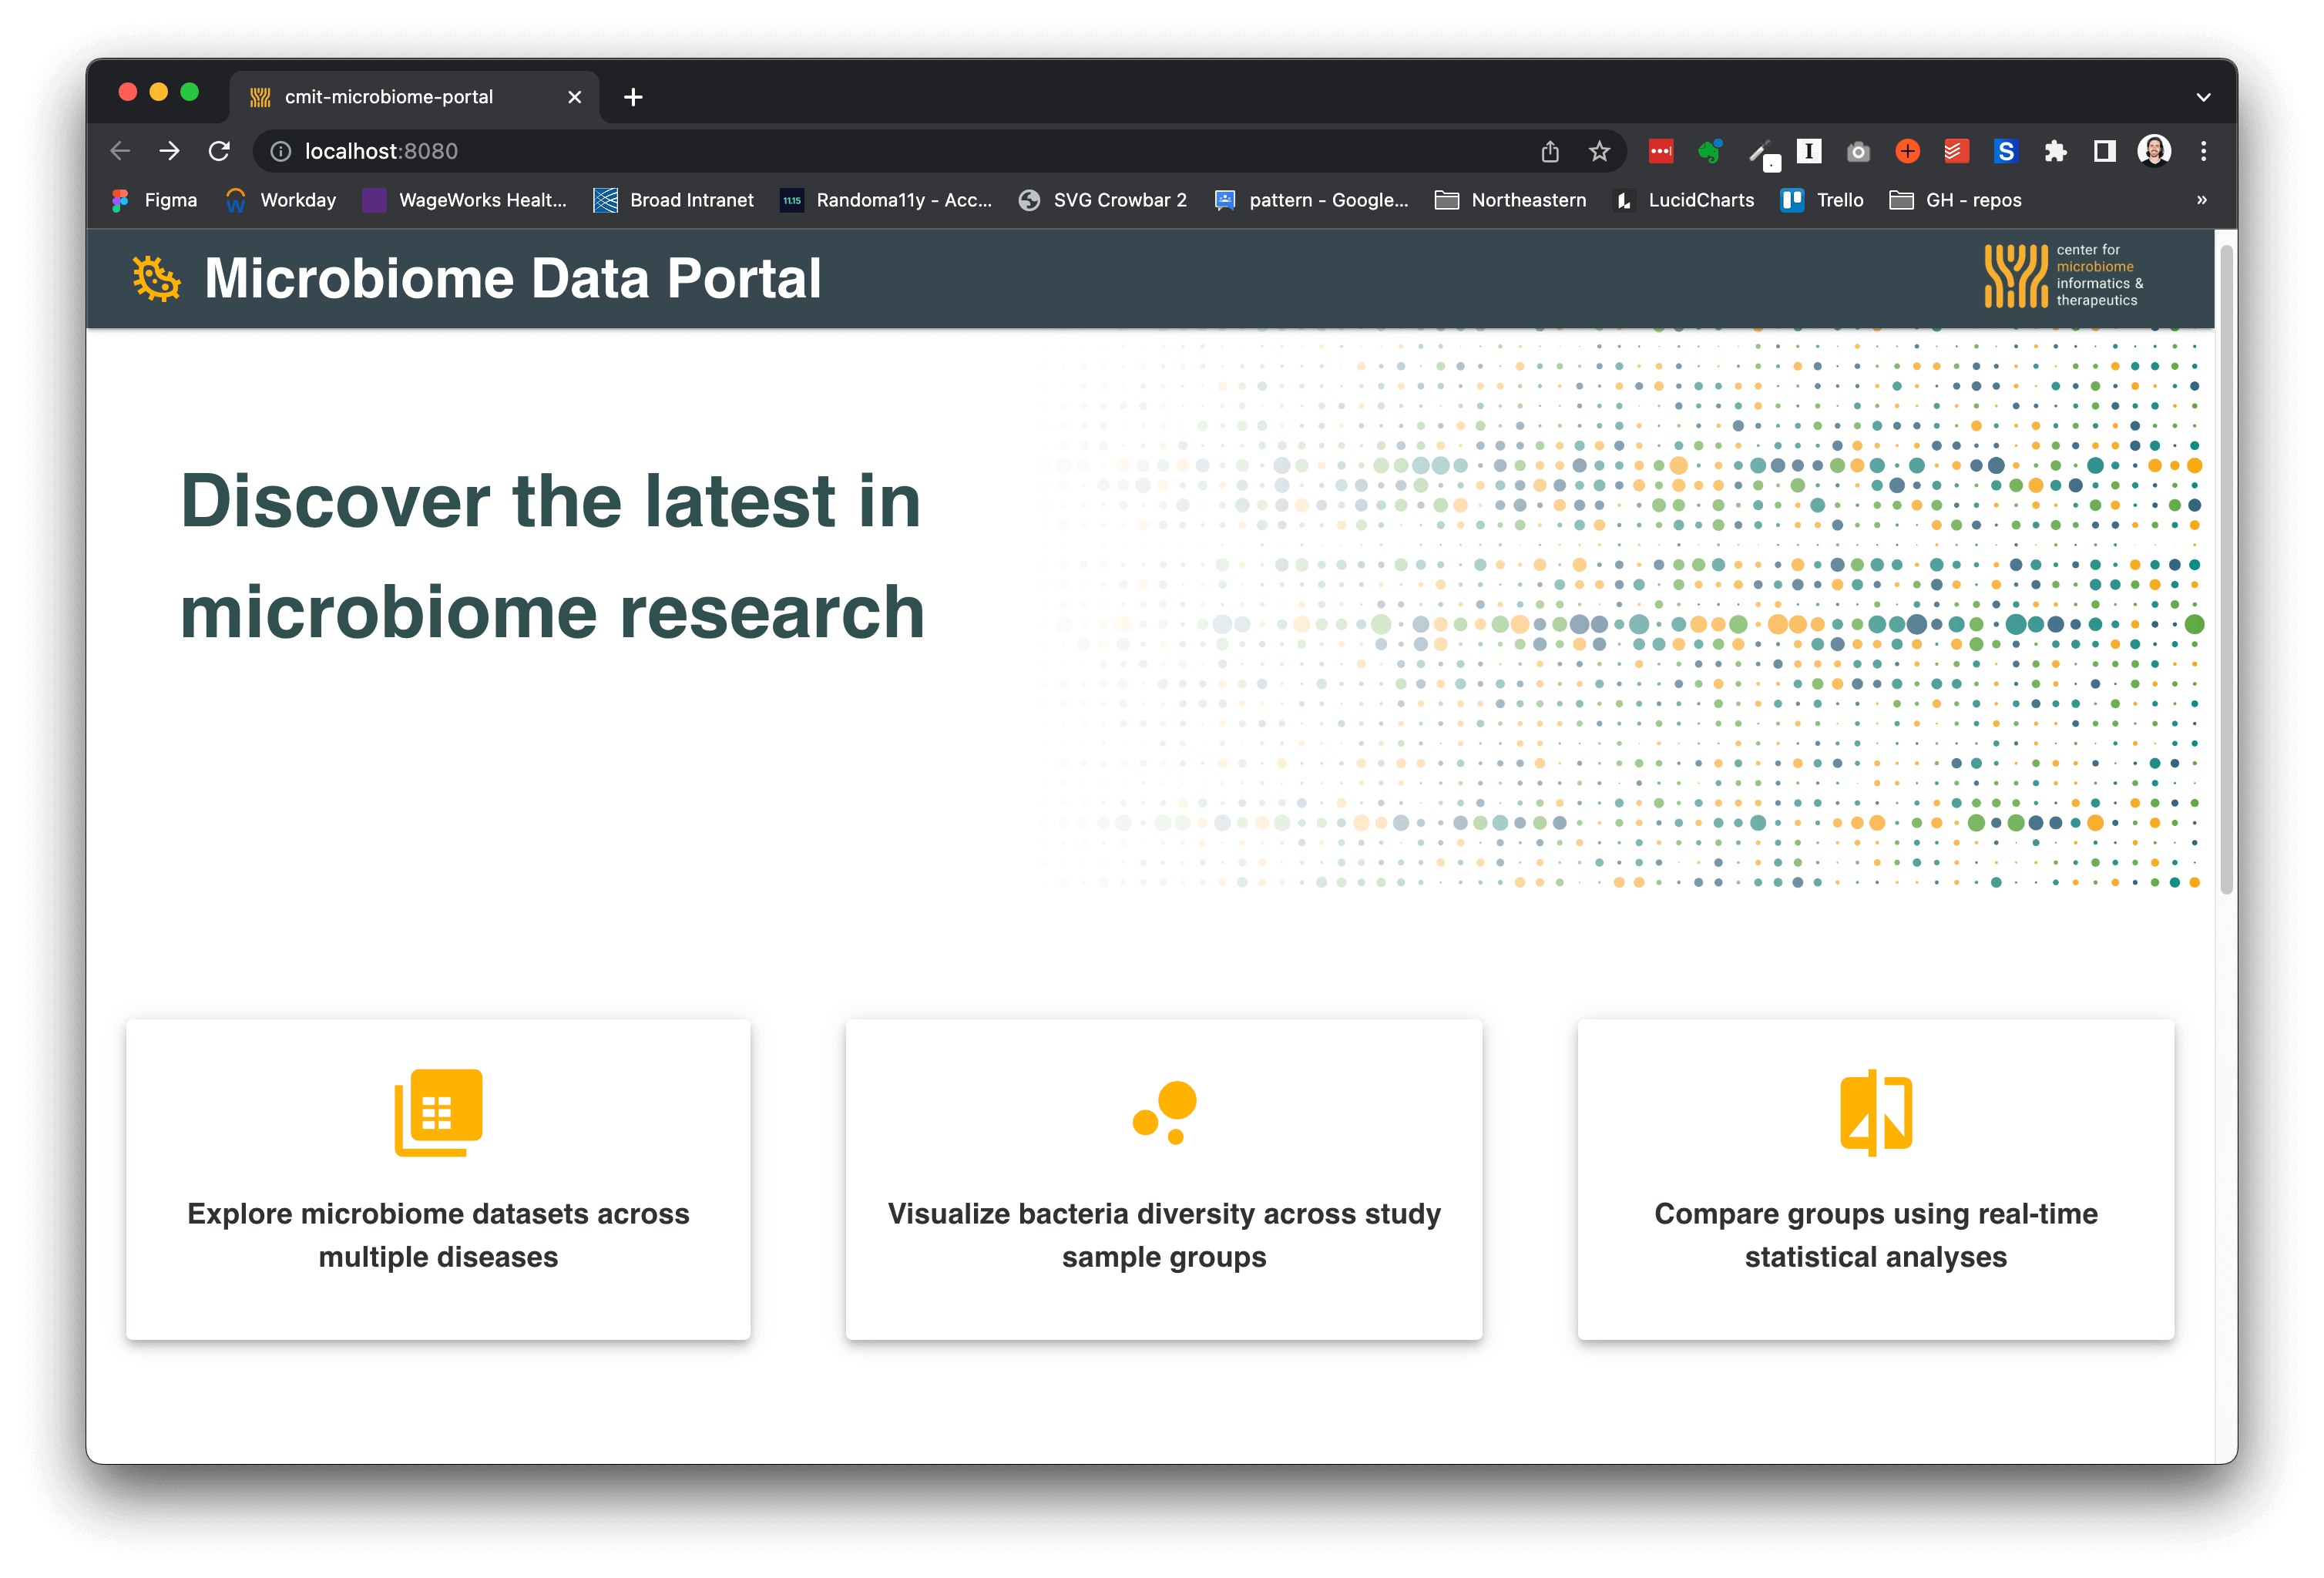 cmit-microbiome-portal
localhost:8080
Figma
Workday
WageWorks Healt...
Broad Intranet
11.15
Randoma11y - Acc...
SVG Crowbar 2
pattern - Google...
Northeastern
LucidCharts
Trello
GH - repos
»
Microbiome Data Portal
center for
microbiome
informatics &
therapeutics
Discover the latest in
microbiome research
Explore microbiome datasets across
multiple diseases
Visualize bacteria diversity across study
sample groups
Compare groups using real-time
statistical analyses